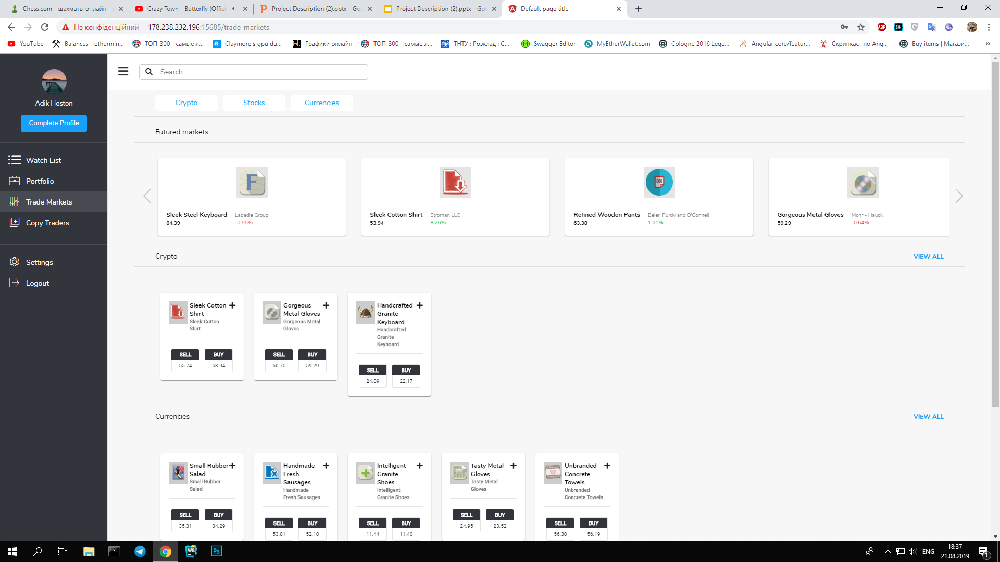 Chess.com - шахматы онлайн -
Crazy Town - Butterfly (Offici
Project Description (2).pptx - Goo
Project Description (2).pptx - Goo
Default page title
Не конфіденційний
178.238.232.196:15685/trade-markets
YouTube
Balances - ethermin...
ТОП-300 - самые л...
Claymore s gpu du...
Графики онлайн
ТОП-300 - самые л...
ТНТУ : Розклад : С...
Swagger Editor
MyEtherWallet.com
Cologne 2016 Lege...
Angular core/featur...
Скринкаст по Ang...
Buy items | Магази...
»
Adik Hoston
Complete Profile
Watch List
Portfolio
Trade Markets
Copy Traders
Settings
Logout
Search
Crypto
Stocks
Currencies
Futured markets
Sleek Steel Keyboard
Labadie Group
84.39
-0.55%
Sleek Cotton Shirt
Stroman LLC
53.94
8.26%
DOC
Refined Wooden Pants
Beier, Purdy and O'Connell
63.38
1.01%
Gorgeous Metal Gloves
Mohr - Hauck
59.29
-0.64%
Crypto
VIEW ALL
Sleek Cotton
Shirt
Sleek Cotton
Shirt
SELL
BUY
55.74
53.94
Gorgeous
Metal Gloves
Gorgeous Metal
Gloves
SELL
BUY
60.75
59.29
Handcrafted
Granite
Keyboard
Handcrafted
Granite
Keyboard
SELL
BUY
24.09
22.17
Currencies
VIEW ALL
Small Rubber
Salad
Small Rubber
Salad
SELL
BUY
35.31
34.29
Handmade
Fresh
Sausages
Handmade
Fresh Sausages
SELL
BUY
53.81
52.10
Intelligent
Granite
Shoes
Intelligent
Granite Shoes
SELL
BUY
11.44
11.40
Tasty Metal
Gloves
Tasty Metal
Gloves
SELL
BUY
24.95
23.52
Unbranded
Concrete
Towels
Unbranded
Concrete Towels
SELL
BUY
56.30
56.19
ENG
18:37
21.08.2019
1